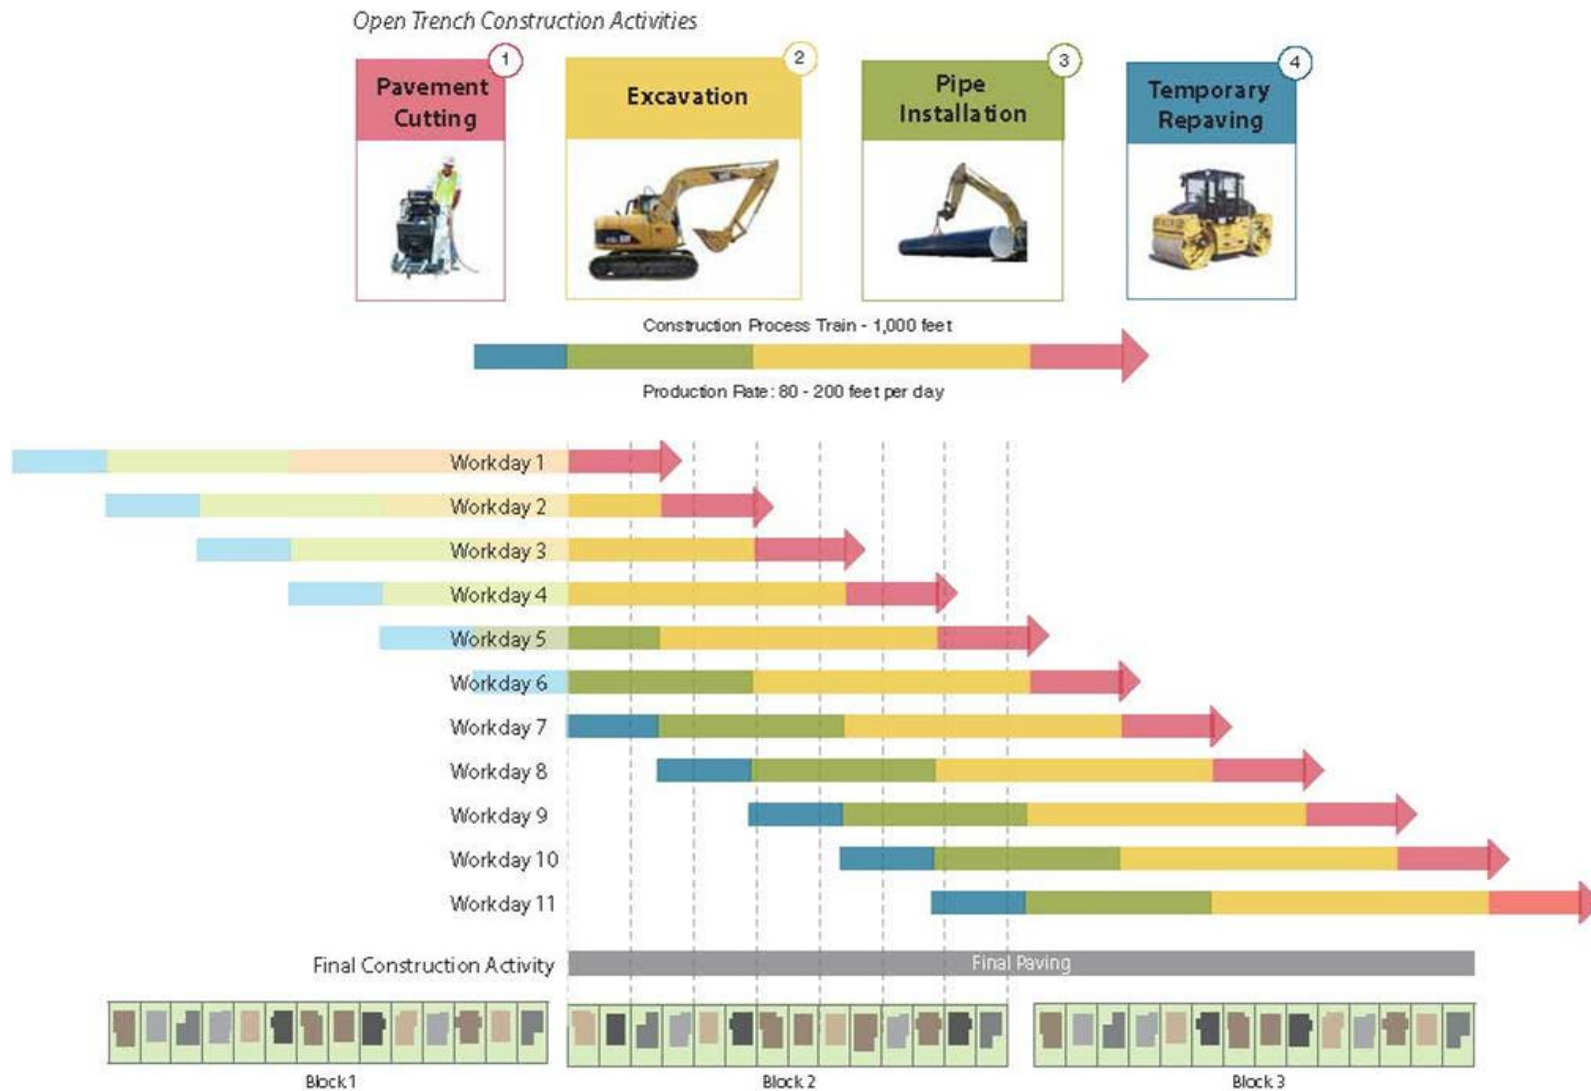 Open Trench Construction Activities
1
2
3
4
Pavement
Cutting
Excavation
Pipe
Installation
Temporary
Repaving
Construction Process Train - 1,000 feet
Production Rate: 80 - 200 feet per day
Workday 1
Workday 2
Workday 3
Workday 4
Workday 5
Workday 6
Workday 7
Workday 8
Workday 9
Workday 10
Workday 11
Final Construction Activity
Final Paving
Block 1
Block 2
Block 3